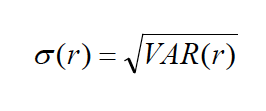 σ(r) = √VAR(r)